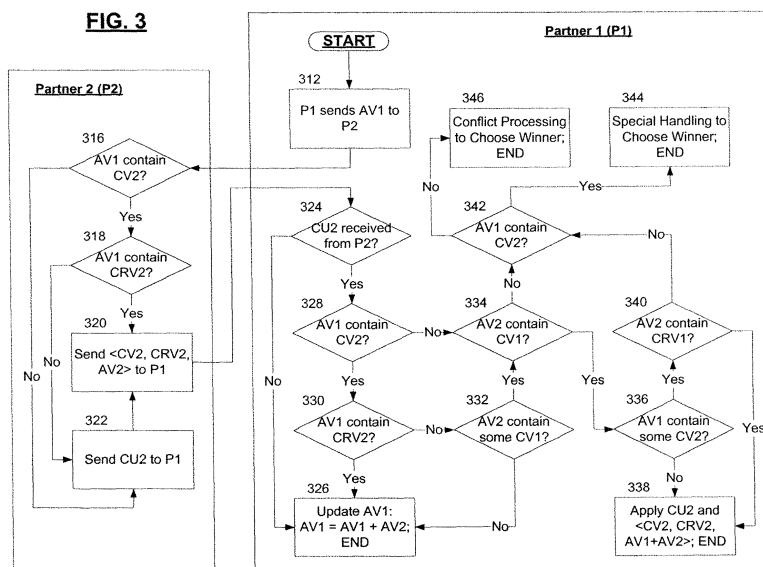 FIG. 3
START
Partner 1 (P1)
Partner 2 (P2)
312
P1 sends AV1 to
P2
346
Conflict Processing
to Choose Winner;
END
344
Special Handling to
Choose Winner;
END
316
AV1 contain
CV2?
Yes
No
318
AV1 contain
CRV2?
Yes
No
320
Send <CV2, CRV2,
AV2> to P1
322
Send CU2 to P1
324
CU2 received
from P2?
Yes
No
342
AV1 contain
CV2?
Yes
No
328
AV1 contain
CV2?
No
Yes
334
AV2 contain
CV1?
No
Yes
340
AV2 contain
CRV1?
No
Yes
Yes
330
AV1 contain
CRV2?
No
Yes
332
AV2 contain
some CV1?
Yes
No
336
AV1 contain
some CV2?
No
326
Update AV1:
AV1 = AV1 + AV2;
END
338
Apply CU2 and
<CV2, CRV2,
AV1+AV2>; END